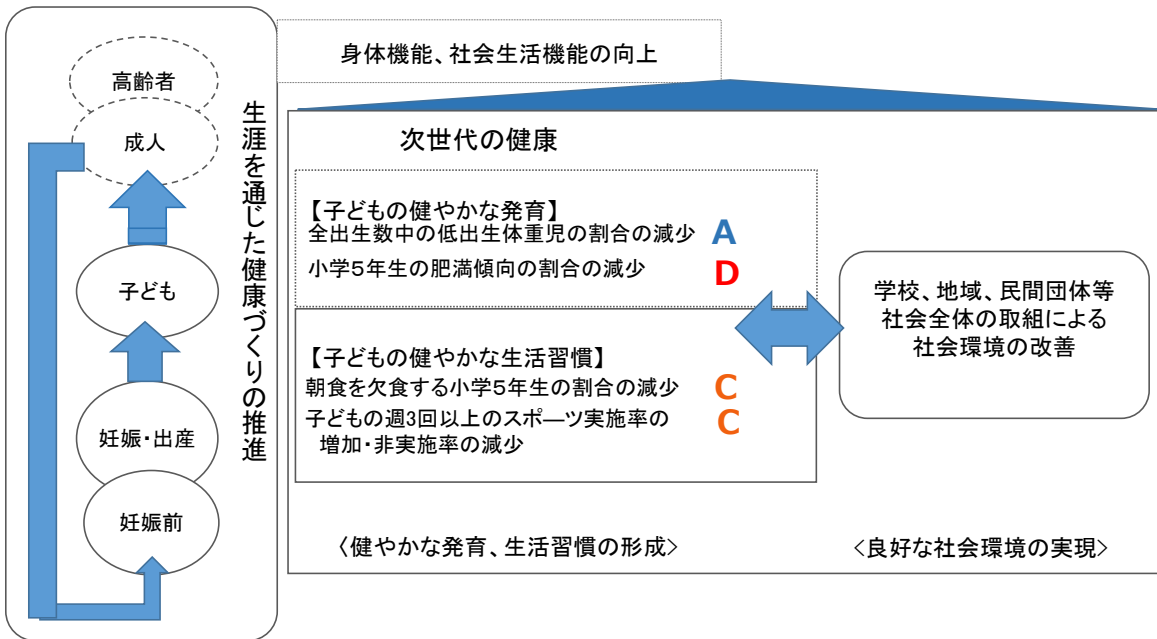 身体機能、社会生活機能の向上
高齢者
成人
子ども
妊娠・出産
妊娠前
生涯を通じた健康づくりの推進
次世代の健康
【子どもの健やかな発育】
全出生数中の低出生体重児の割合の減少 A
小学5年生の肥満傾向の割合の減少 D
【子どもの健やかな生活習慣】
朝食を欠食する小学5年生の割合の減少 C
子どもの週3回以上のスポーツ実施率の C
増加・非実施率の減少
学校、地域、民間団体等
社会全体の取組による
社会環境の改善
〈健やかな発育、生活習慣の形成〉
<良好な社会環境の実現>